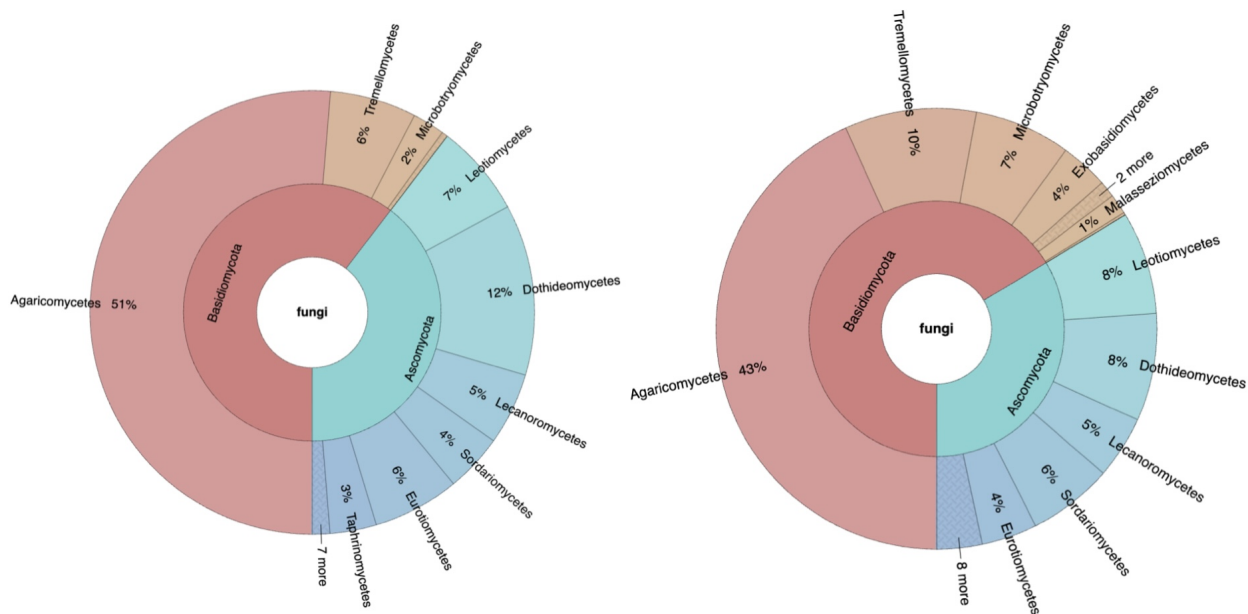 Tremellomycetes 6%
Microbotryomycetes 2%
Leotiomycetes 7%
12% Dothideomycetes
5% Lecanoromycetes
4% Sordariomycetes
6% Eurotiomycetes
3% Taphrinomycetes
7 more
Agaricomycetes 51%
Basidiomycota
fungi
Ascomycota
Tremellomycetes 10%
Microbotryomycetes 7%
Exobasidiomycetes 4%
2 more
Malasseziomycetes 1%
8% Leotiomycetes
8% Dothideomycetes
5% Lecanoromycetes
6% Sordariomycetes
4% Eurotiomycetes
8 more
Agaricomycetes 43%
Basidiomycota
fungi
Ascomycota